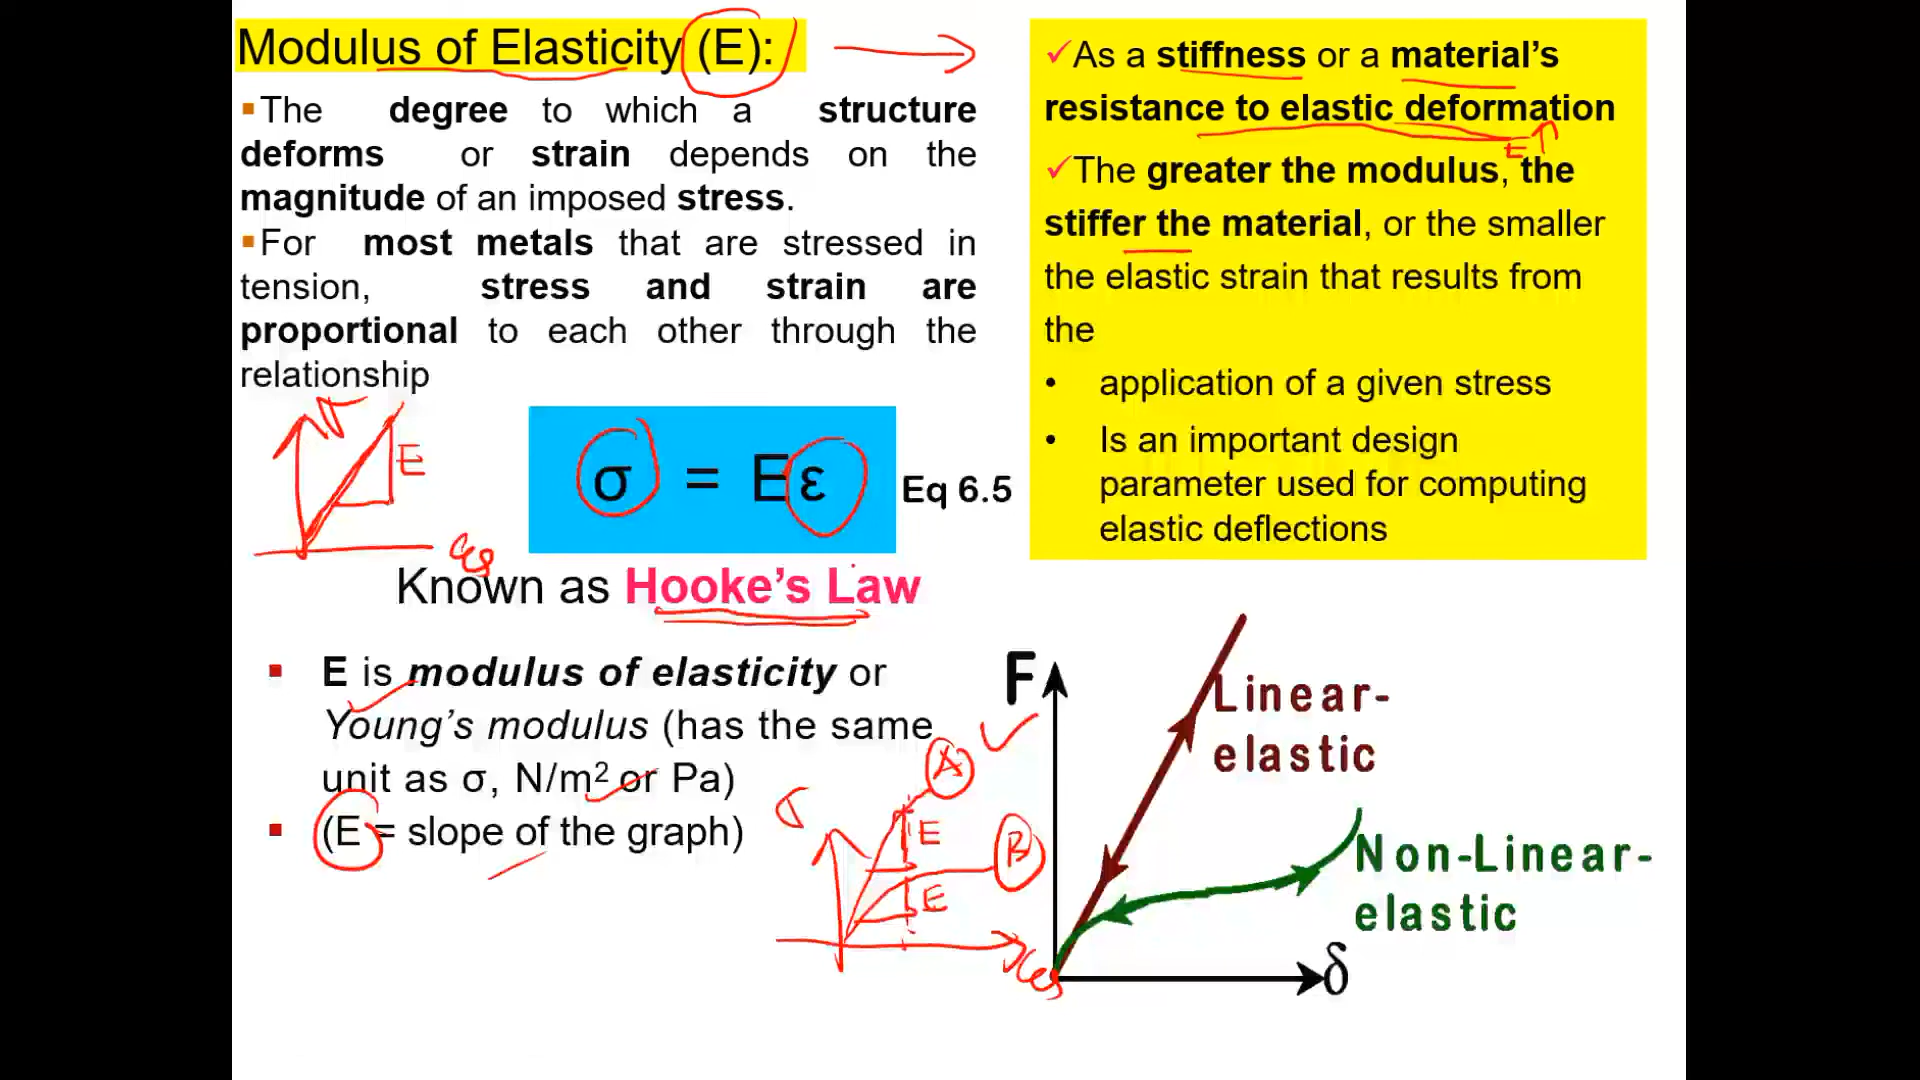 Modulus of Elasticity (E):
▪The degree to which a structure
deforms or strain depends on the
magnitude of an imposed stress.
▪For most metals that are stressed in
tension, stress and strain are
proportional to each other through the
relationship
σ
E
σ = Eε
Eq 6.5
Known as Hooke's Law
▪ E is modulus of elasticity or
Young's modulus (has the same
unit as σ, N/m² or Pa)
▪ (E = slope of the graph)
σ
A
E
B
E
✓As a stiffness or a material's
resistance to elastic deformation
E ↑
✓The greater the modulus, the
stiffer the material, or the smaller
the elastic strain that results from
the
• application of a given stress
• Is an important design
parameter used for computing
elastic deflections
F
Linear-
elastic
Non-Linear-
elastic
δ